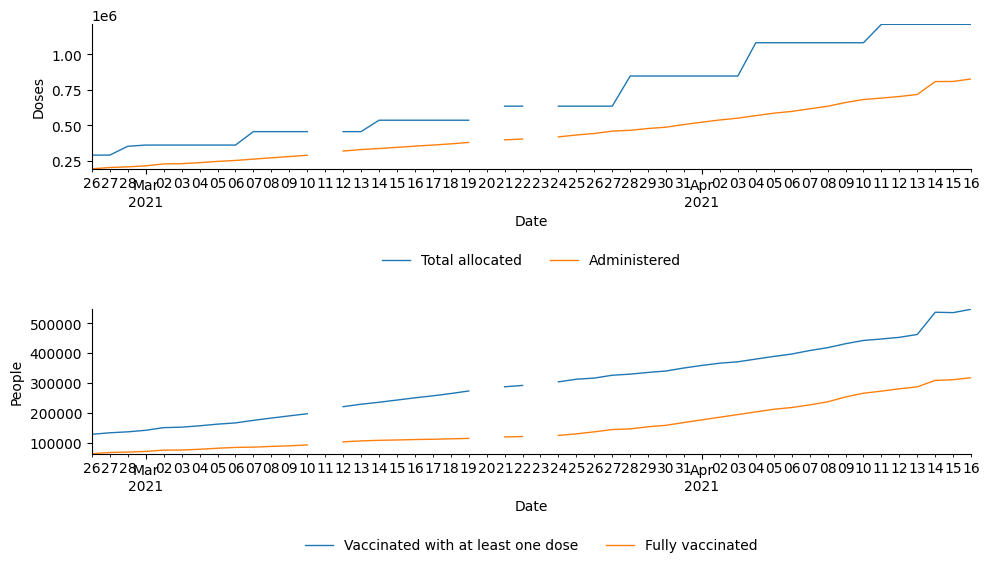 1e6
1.00
0.75
0.50
0.25
Doses
26 27 28 Mar 02 03 04 05 06 07 08 09 10 11 12 13 14 15 16 17 18 19 20 21 22 23 24 25 26 27 28 29 30 31 Apr 02 03 04 05 06 07 08 09 10 11 12 13 14 15 16
2021 2021
Date
Total allocated Administered
500000
400000
300000
200000
100000
People
26 27 28 Mar 02 03 04 05 06 07 08 09 10 11 12 13 14 15 16 17 18 19 20 21 22 23 24 25 26 27 28 29 30 31 Apr 02 03 04 05 06 07 08 09 10 11 12 13 14 15 16
2021 2021
Date
Vaccinated with at least one dose Fully vaccinated